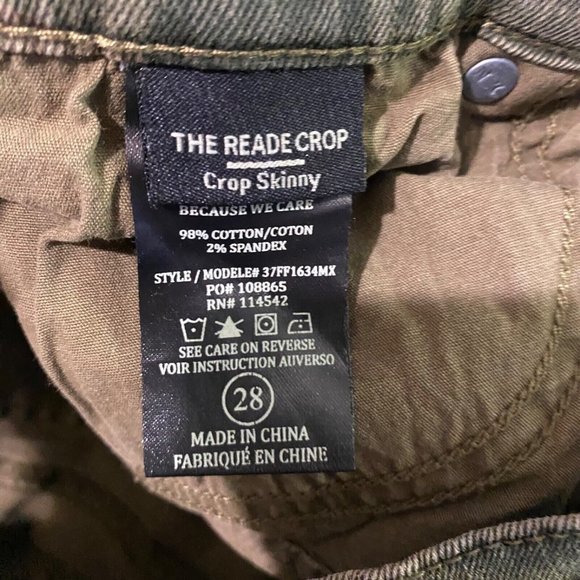 THE READE CROP
Crop Skinny
BECAUSE WE CARE
98% COTTON/COTON
2% SPANDEX
STYLE / MODELE# 37FF1634MX
PO# 108865
RN# 114542
SEE CARE ON REVERSE
VOIR INSTRUCTION AUVERSO
28
MADE IN CHINA
FABRIQUÉ EN CHINE